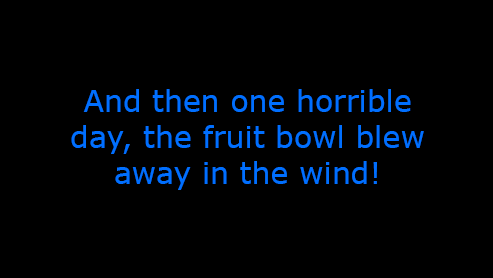 And then one horrible
day, the fruit bowl blew
away in the wind!